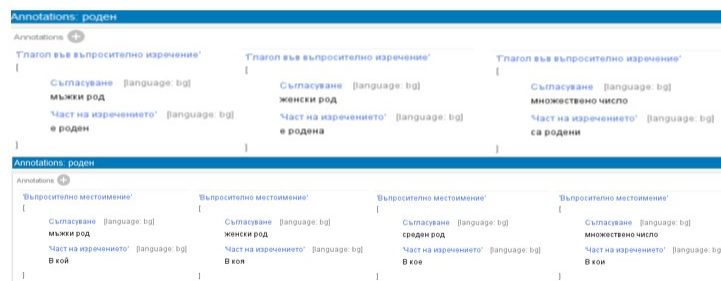 Annotations: роден
Annotations
'Глагол във въпросително изречение' 'Глагол във въпросително изречение' 'Глагол във въпросително изречение'
[ [ [
Съгласуване [language: bg] Съгласуване [language: bg] Съгласуване [language: bg]
мъжки род женски род множествено число
'Част на изречението' [language: bg] 'Част на изречението' [language: bg] 'Част на изречението' [language: bg]
е роден е родена са родени
] ] ]
Annotations: роден
Annotations
'Въпросително местоимение' 'Въпросително местоимение' 'Въпросително местоимение' 'Въпросително местоимение'
[ [ [ [
Съгласуване [language: bg] Съгласуване [language: bg] Съгласуване [language: bg] Съгласуване [language: bg]
мъжки род женски род среден род множествено число
'Част на изречението' [language: bg] 'Част на изречението' [language: bg] 'Част на изречението' [language: bg] 'Част на изречението' [language: bg]
В кой В коя В кое В кои
] ] ] ]